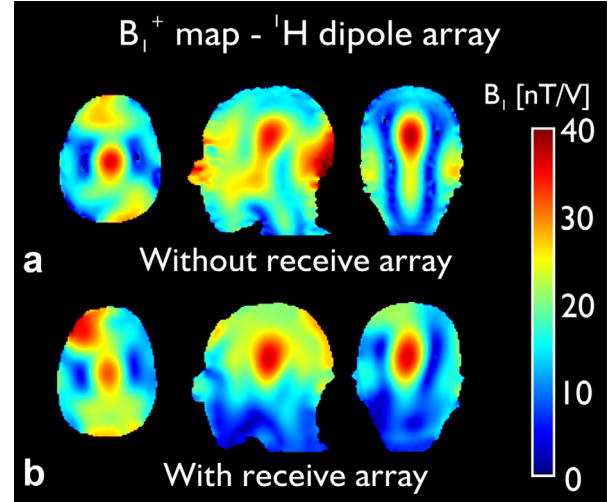 B₁⁺ map - ¹H dipole array
B₁ [nT/V]
40
30
20
10
0
a Without receive array
b With receive array